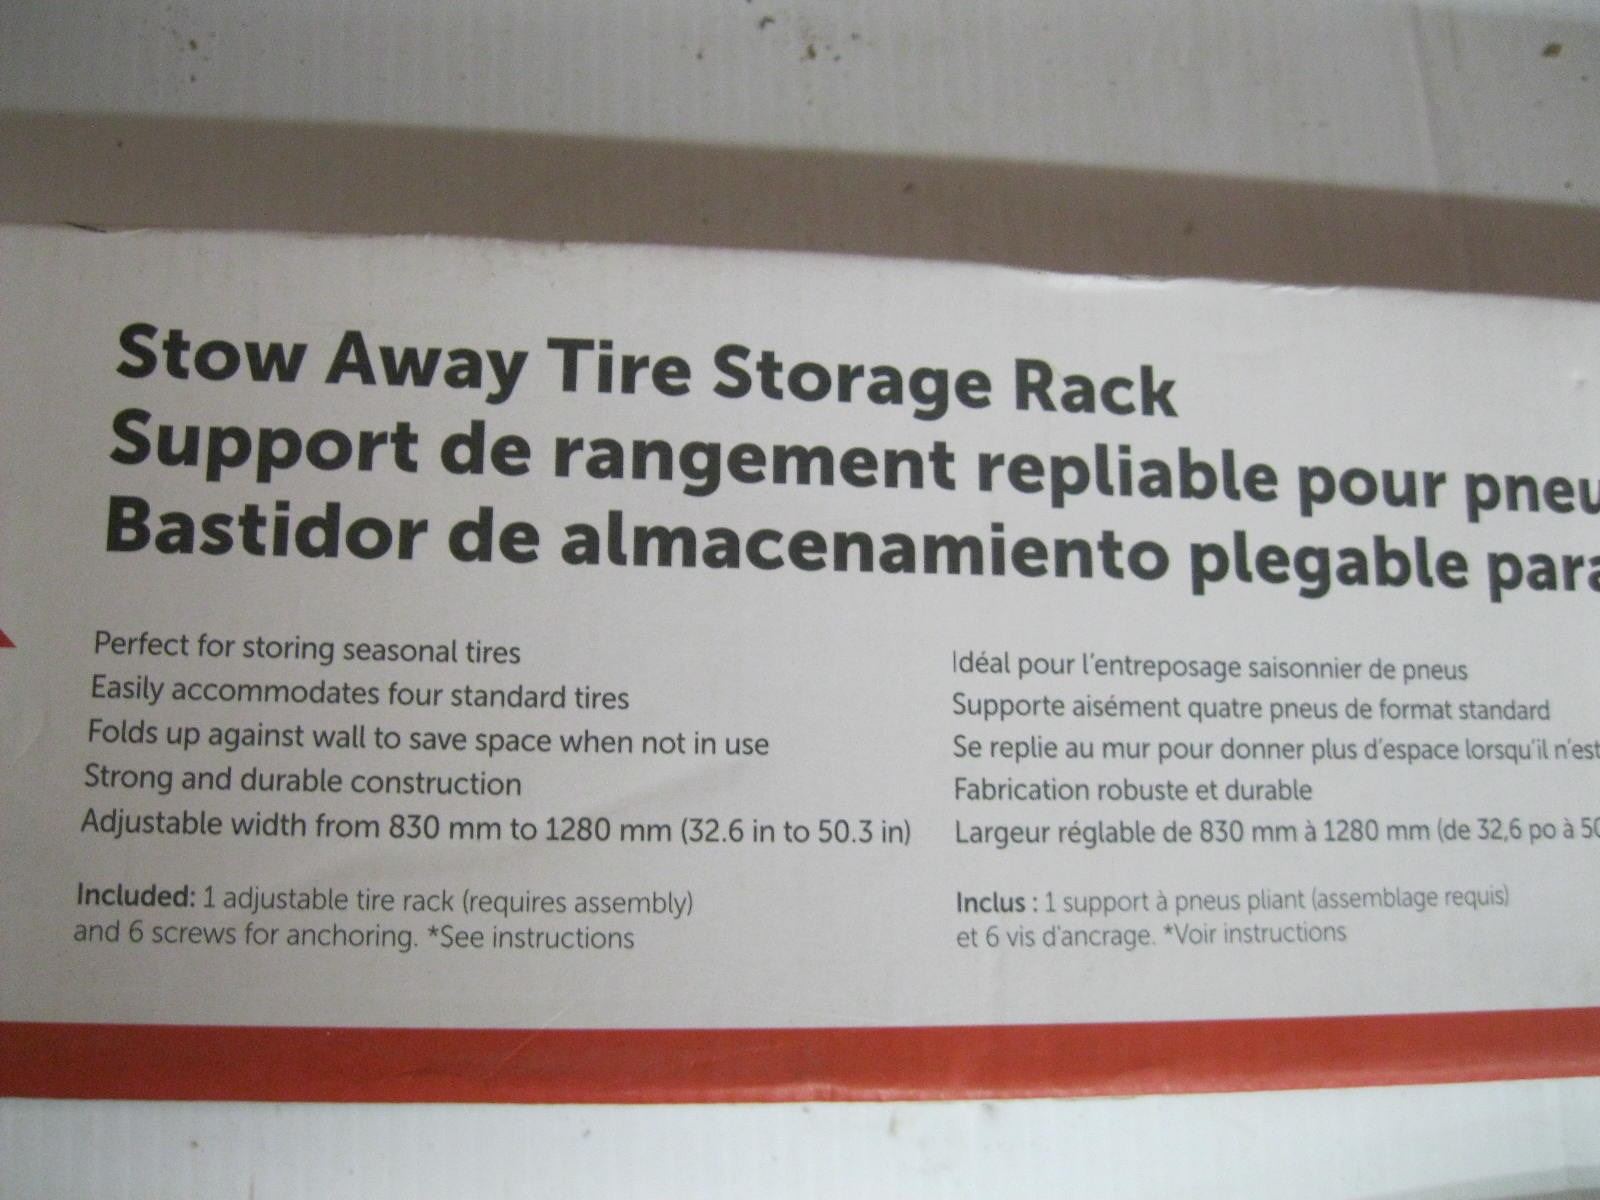 Stow Away Tire Storage Rack
Support de rangement repliable pour
Bastidor de almacenamiento plegable para
Perfect for storing seasonal tires
Easily accommodates four standard tires
Folds up against wall to save space when not in use
Strong and durable construction
Adjustable width from 830 mm to 1280 mm (32.6 in to 50.3 in)
Included: 1 adjustable tire rack (requires assembly)
and 6 screws for anchoring. *See instructions
Idéal pour l'entreposage saisonnier de pneus
Supporte aisément quatre pneus de format standard
Se replie au mur pour donner plus d'espace lorsqu'il n'est
Fabrication robuste et durable
Largeur réglable de 830 mm à 1280 mm (de 32,6 po à
Inclus : 1 support à pneus pliant (assemblage requis)
et 6 vis d'ancrage. *Voir instructions